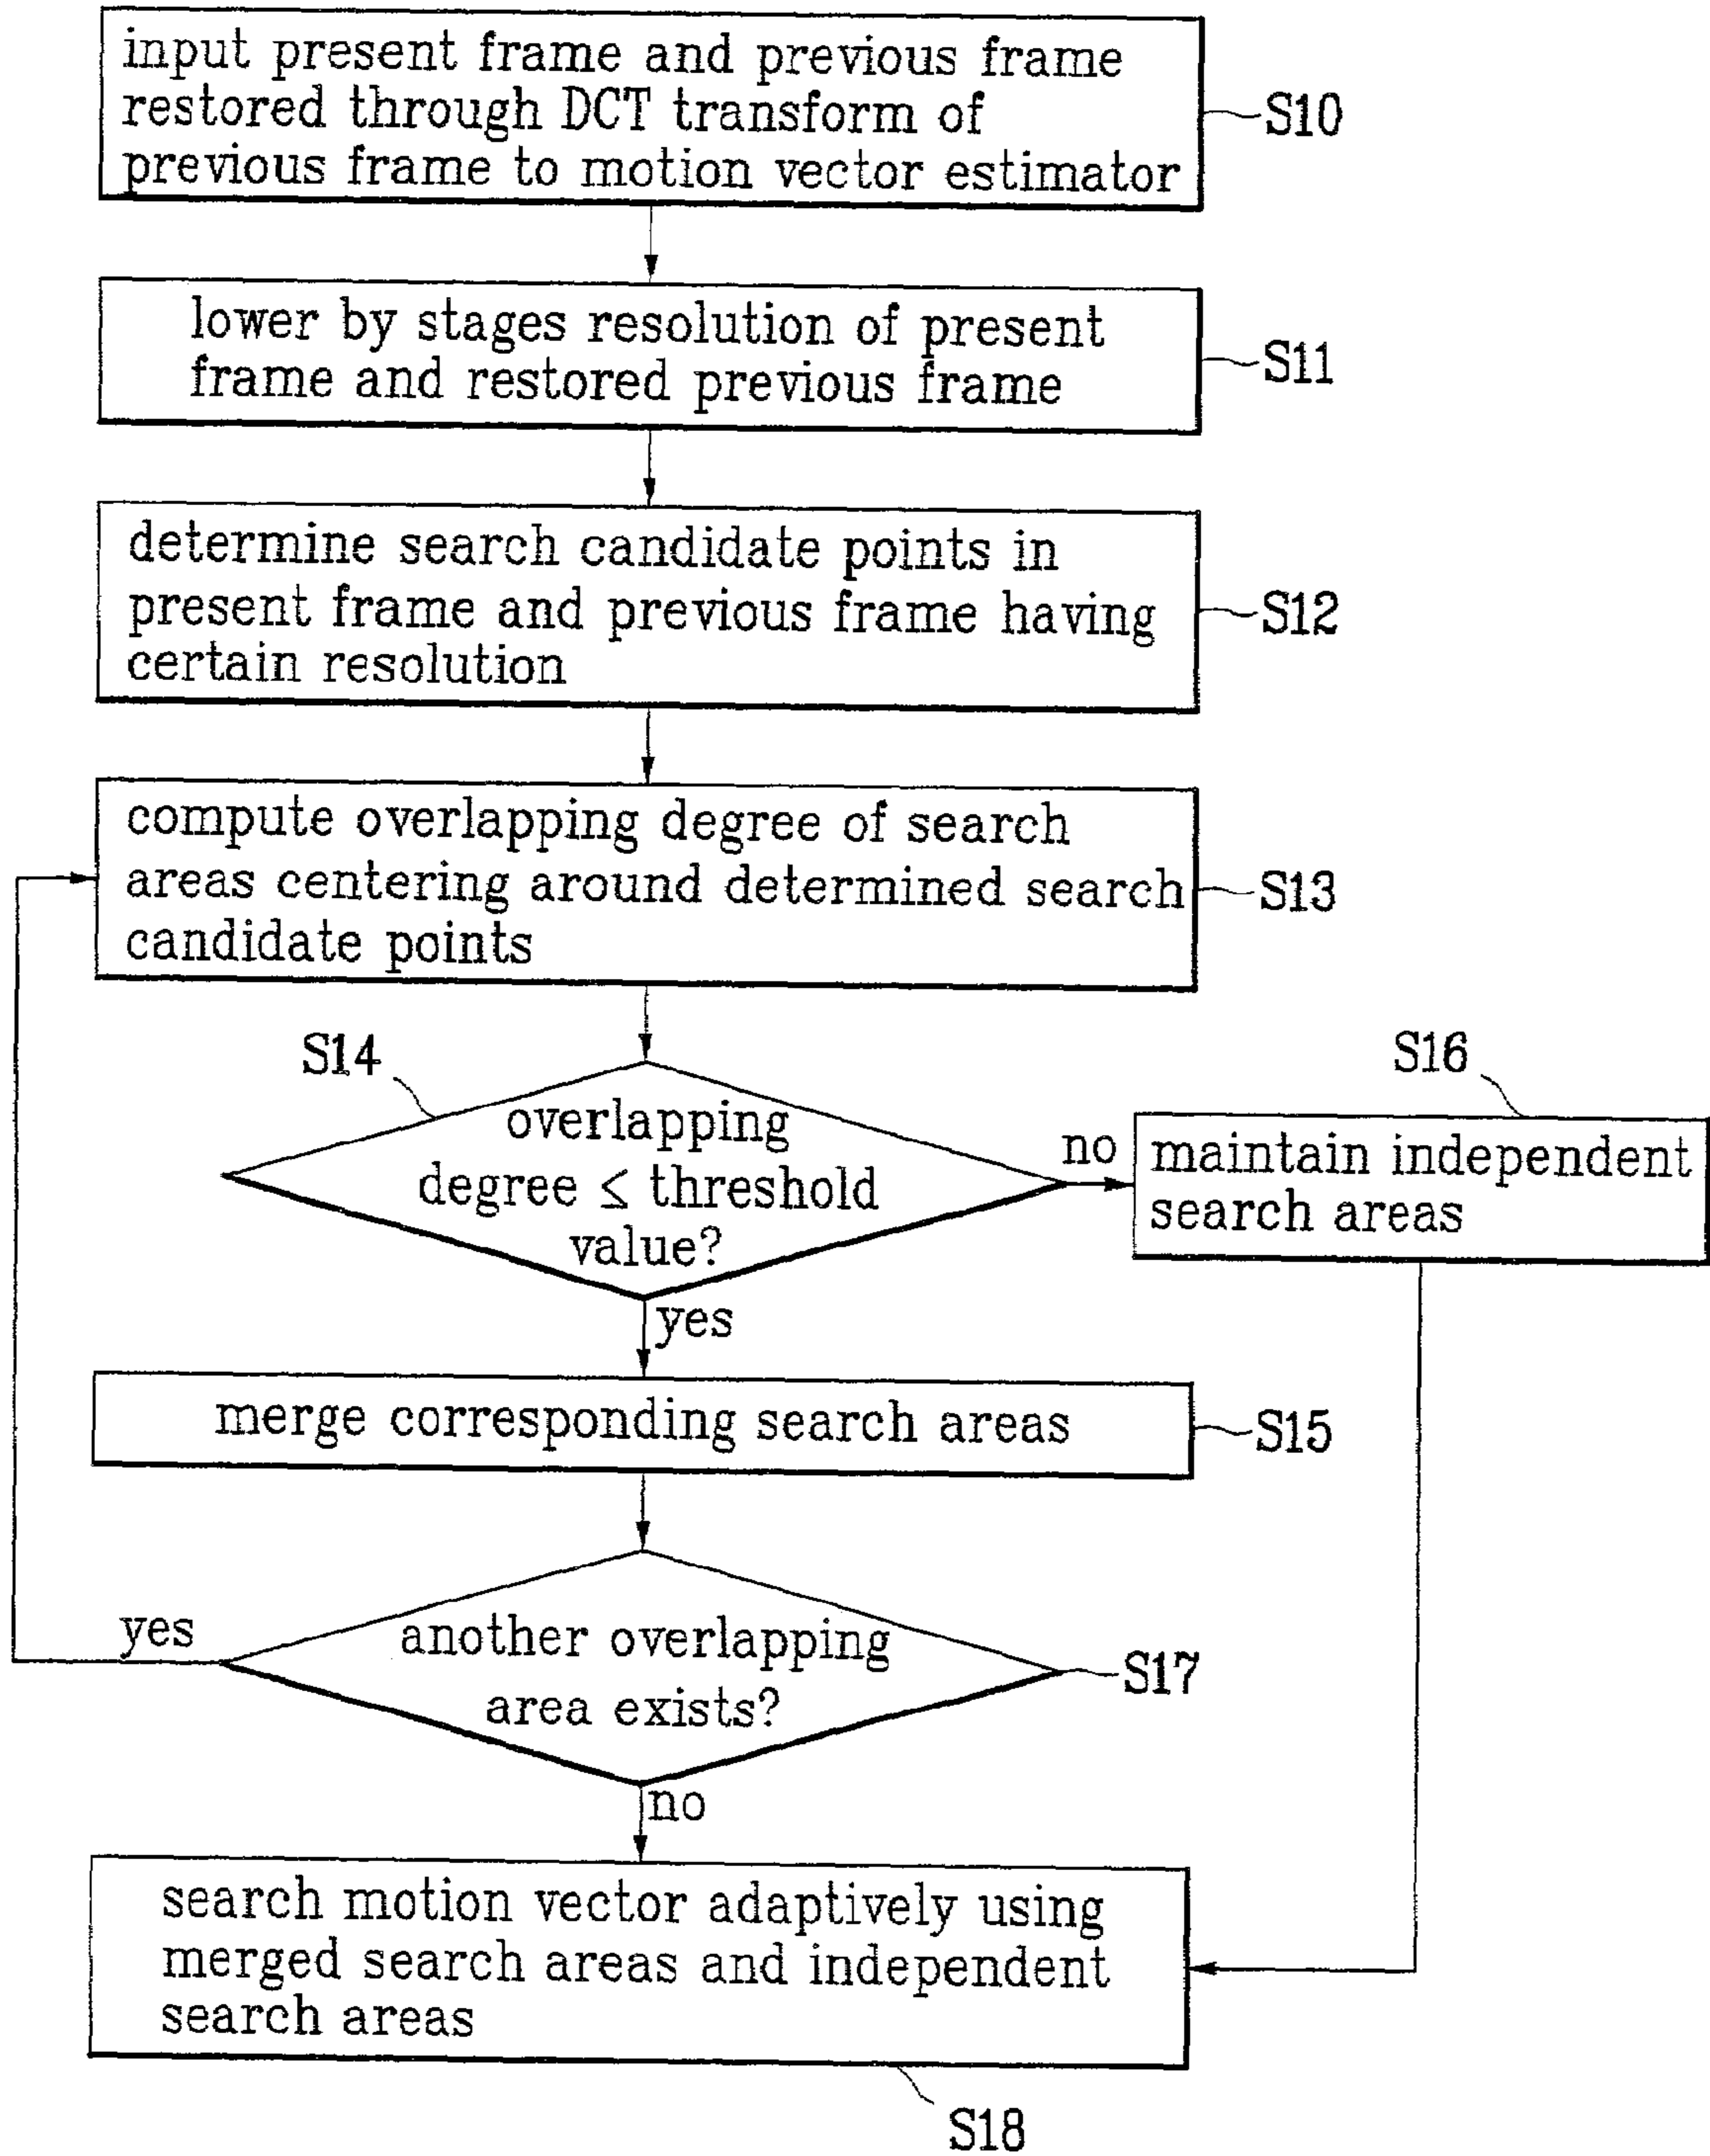 input present frame and previous frame
restored through DCT transform of
previous frame to motion vector estimator
S10
lower by stages resolution of present
frame and restored previous frame
S11
determine search candidate points in
present frame and previous frame having
certain resolution
S12
compute overlapping degree of search
areas centering around determined search
candidate points
S13
S14
overlapping
degree ≤ threshold
value?
no
S16
maintain independent
search areas
yes
merge corresponding search areas
S15
yes
another overlapping
area exists?
S17
no
search motion vector adaptively using
merged search areas and independent
search areas
S18